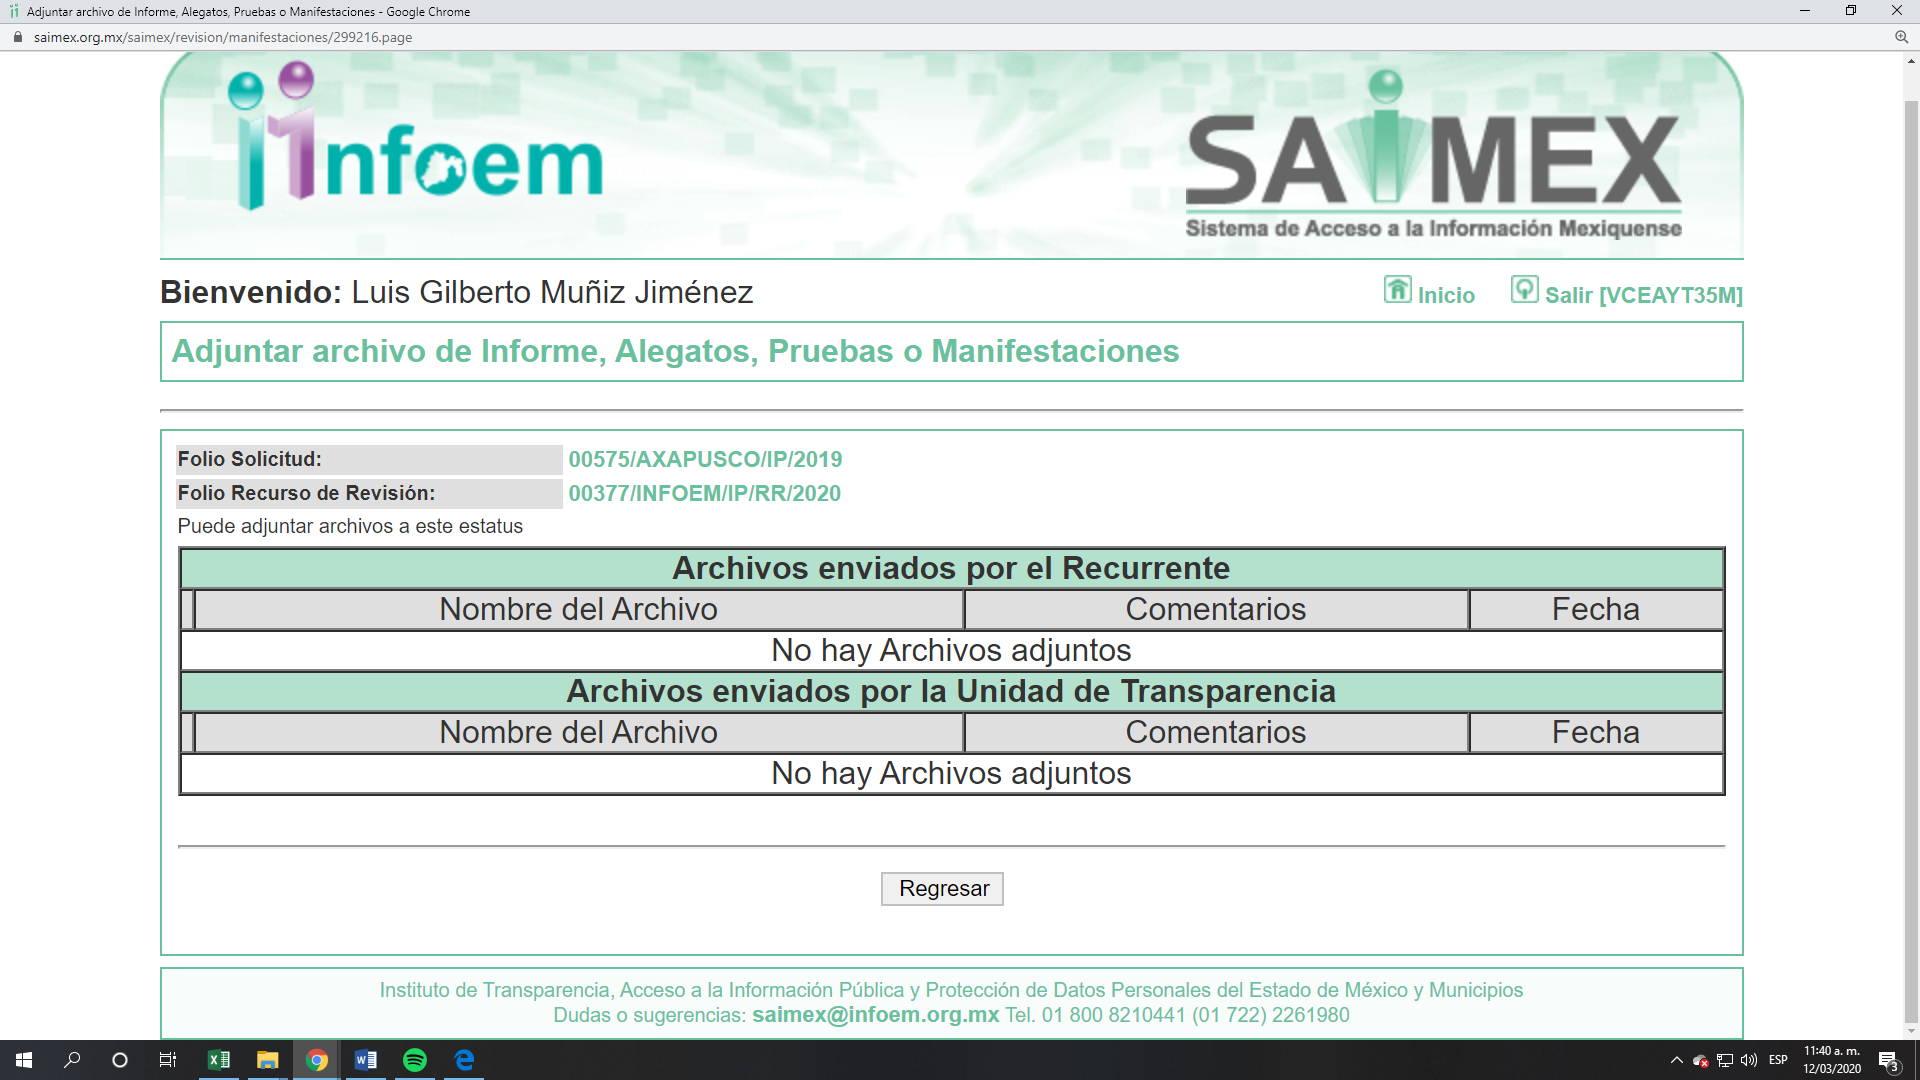 Adjuntar archivo de Informe, Alegatos, Pruebas o Manifestaciones - Google Chrome
saimex.org.mx/saimex/revision/manifestaciones/299216.page
infoem
SAIMEX
Sistema de Acceso a la Información Mexiquense
Bienvenido: Luis Gilberto Muñiz Jiménez
Inicio
Salir [VCEAYT35M]
Adjuntar archivo de Informe, Alegatos, Pruebas o Manifestaciones
Folio Solicitud: 00575/AXAPUSCO/IP/2019
Folio Recurso de Revisión: 00377/INFOEM/IP/RR/2020
Puede adjuntar archivos a este estatus
Archivos enviados por el Recurrente
Nombre del Archivo Comentarios Fecha
No hay Archivos adjuntos
Archivos enviados por la Unidad de Transparencia
Nombre del Archivo Comentarios Fecha
No hay Archivos adjuntos
Regresar
Instituto de Transparencia, Acceso a la Información Pública y Protección de Datos Personales del Estado de México y Municipios
Dudas o sugerencias: saimex@infoem.org.mx Tel. 01 800 8210441 (01 722) 2261980
ESP
11:40 a. m.
12/03/2020
3